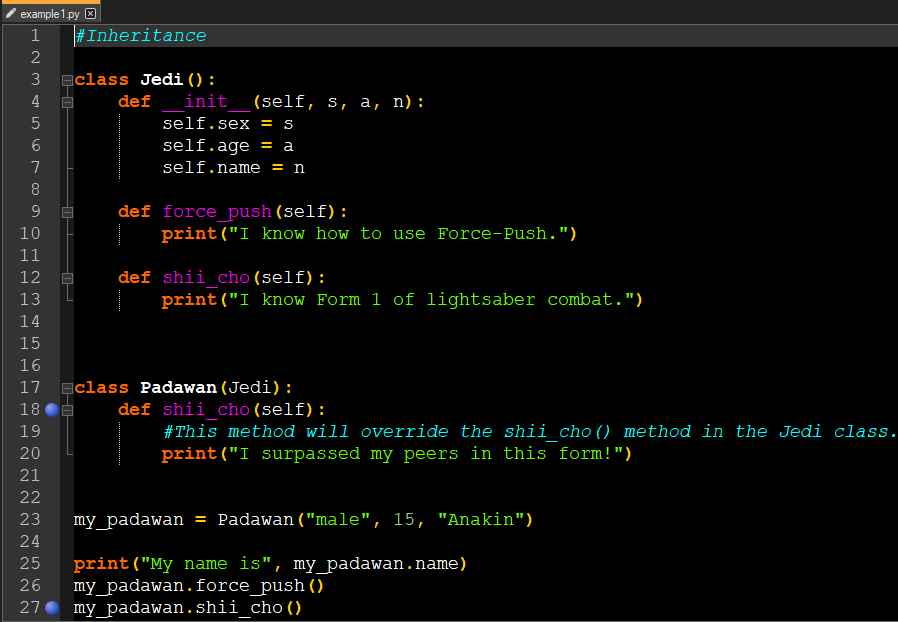 example1.py
1 #Inheritance
2
3 class Jedi():
4     def __init__(self, s, a, n):
5         self.sex = s
6         self.age = a
7         self.name = n
8
9     def force_push(self):
10         print("I know how to use Force-Push.")
11
12     def shii_cho(self):
13         print("I know Form 1 of lightsaber combat.")
14
15
16
17 class Padawan(Jedi):
18     def shii_cho(self):
19         #This method will override the shii_cho() method in the Jedi class.
20         print("I surpassed my peers in this form!")
21
22
23 my_padawan = Padawan("male", 15, "Anakin")
24
25 print("My name is", my_padawan.name)
26 my_padawan.force_push()
27 my_padawan.shii_cho()